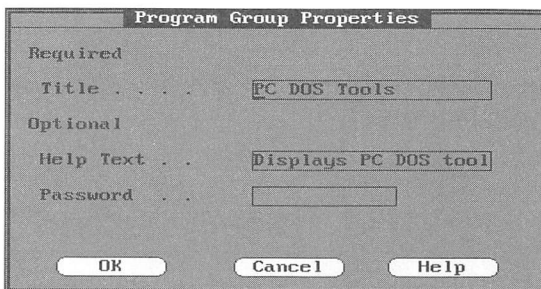 Program Group Properties
Required
Title . . . . PC DOS Tools
Optional
Help Text . . Displays PC DOS tool
Password . .
OK Cancel Help